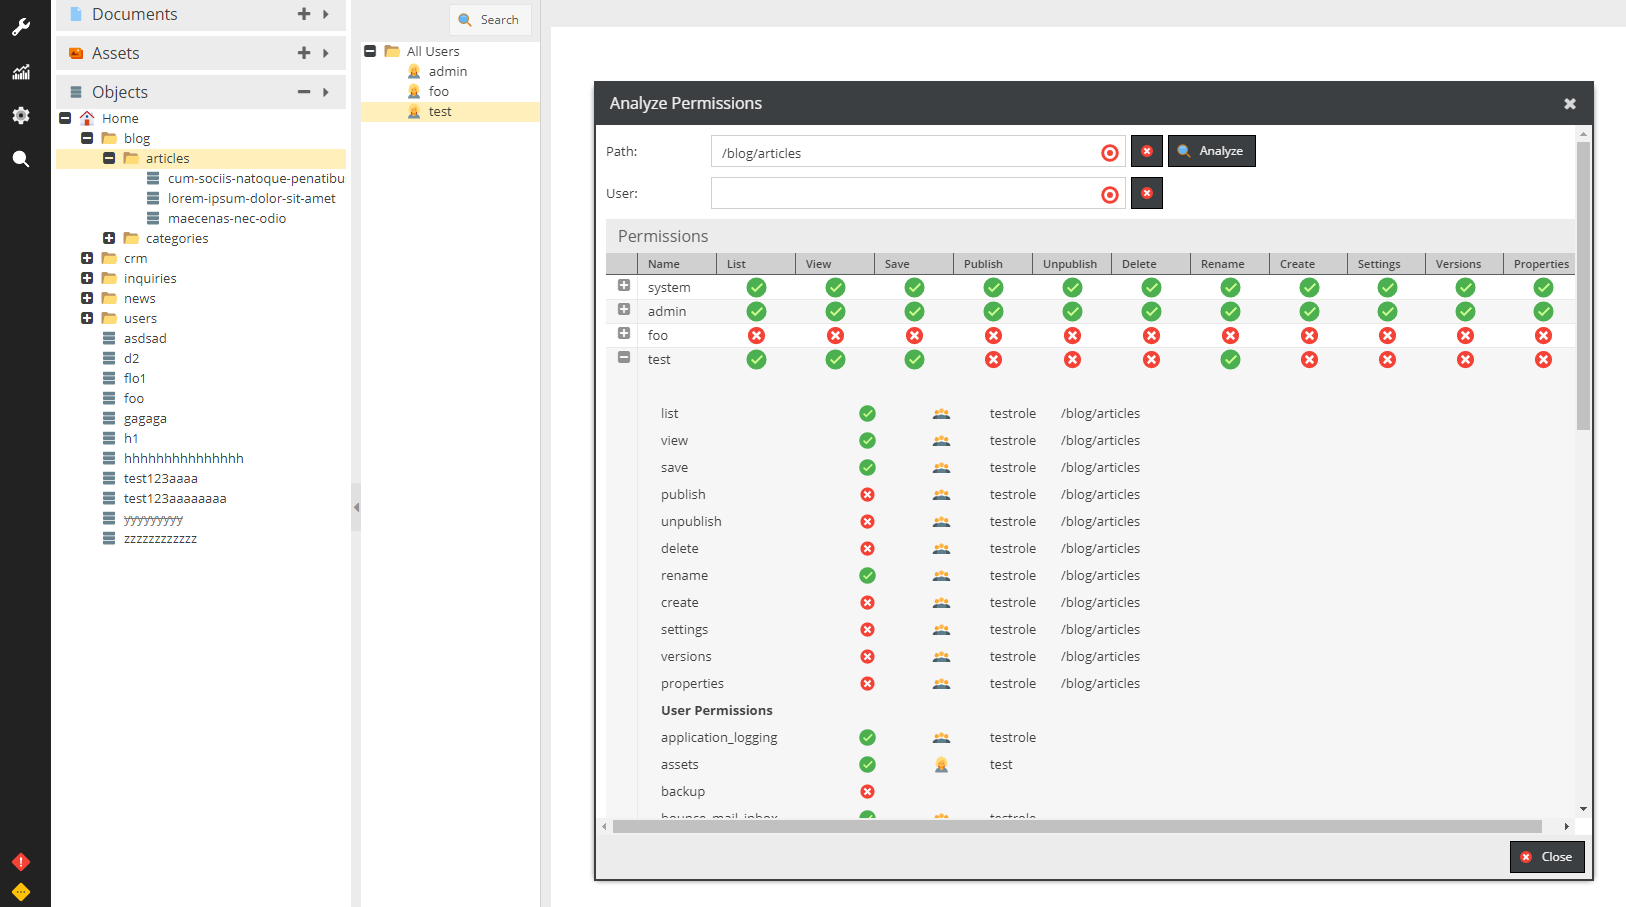 Documents
Assets
Objects
Home
blog
articles
cum-sociis-natoque-penatibu
lorem-ipsum-dolor-sit-amet
maecenas-nec-odio
categories
crm
inquiries
news
users
asdsad
d2
flo1
foo
gagaga
h1
hhhhhhhhhhhhhhh
test123aaaa
test123aaaaaaaa
yyyyyyyyy
zzzzzzzzzzzz
Search
All Users
admin
foo
test
Analyze Permissions
Path: /blog/articles Analyze
User:
Permissions
Name List View Save Publish Unpublish Delete Rename Create Settings Versions Properties
system
admin
foo
test
list testrole /blog/articles
view testrole /blog/articles
save testrole /blog/articles
publish testrole /blog/articles
unpublish testrole /blog/articles
delete testrole /blog/articles
rename testrole /blog/articles
create testrole /blog/articles
settings testrole /blog/articles
versions testrole /blog/articles
properties testrole /blog/articles
User Permissions
application_logging testrole
assets test
backup
bounce_mail_inbox testrole
Close